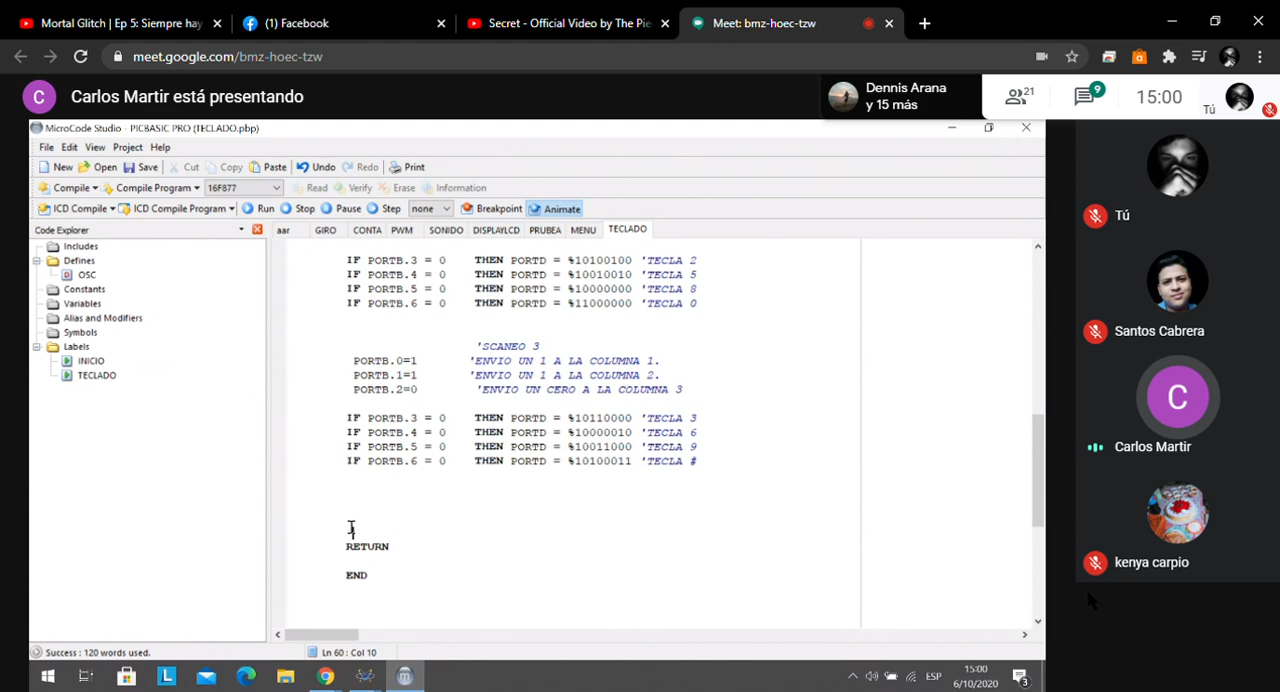 Mortal Glitch | Ep 5: Siempre hay
(1) Facebook
Secret - Official Video by The Pie
Meet: bmz-hoec-tzw
meet.google.com/bmz-hoec-tzw
C
Carlos Martir está presentando
Dennis Arana
y 15 más
21
9
15:00
Tú
MicroCode Studio - PICBASIC PRO (TECLADO.pbp)
File Edit View Project Help
New Open Save Cut Copy Paste Undo Redo Print
Compile Compile Program 16F877 Read Verify Erase Information
ICD Compile ICD Compile Program Run Stop Pause Step none Breakpoint Animate
Code Explorer
aar GIRO CONTA PWM SONIDO DISPLAYLCD PRUBEA MENU TECLADO
Includes
Defines
OSC
Constants
Variables
Alias and Modifiers
Symbols
Labels
INICIO
TECLADO
IF PORTB.3 = 0 THEN PORTD = %10100100 'TECLA 2
IF PORTB.4 = 0 THEN PORTD = %10010010 'TECLA 5
IF PORTB.5 = 0 THEN PORTD = %10000000 'TECLA 8
IF PORTB.6 = 0 THEN PORTD = %11000000 'TECLA 0
'SCANEO 3
PORTB.0=1 'ENVIO UN 1 A LA COLUMNA 1.
PORTB.1=1 'ENVIO UN 1 A LA COLUMNA 2.
PORTB.2=0 'ENVIO UN CERO A LA COLUMNA 3
IF PORTB.3 = 0 THEN PORTD = %10110000 'TECLA 3
IF PORTB.4 = 0 THEN PORTD = %10000010 'TECLA 6
IF PORTB.5 = 0 THEN PORTD = %10011000 'TECLA 9
IF PORTB.6 = 0 THEN PORTD = %10100011 'TECLA #
RETURN
END
Success : 120 words used.
Ln 60 : Col 10
Tú
Santos Cabrera
C
Carlos Martir
kenya carpio
L
ESP
15:00
6/10/2020
3